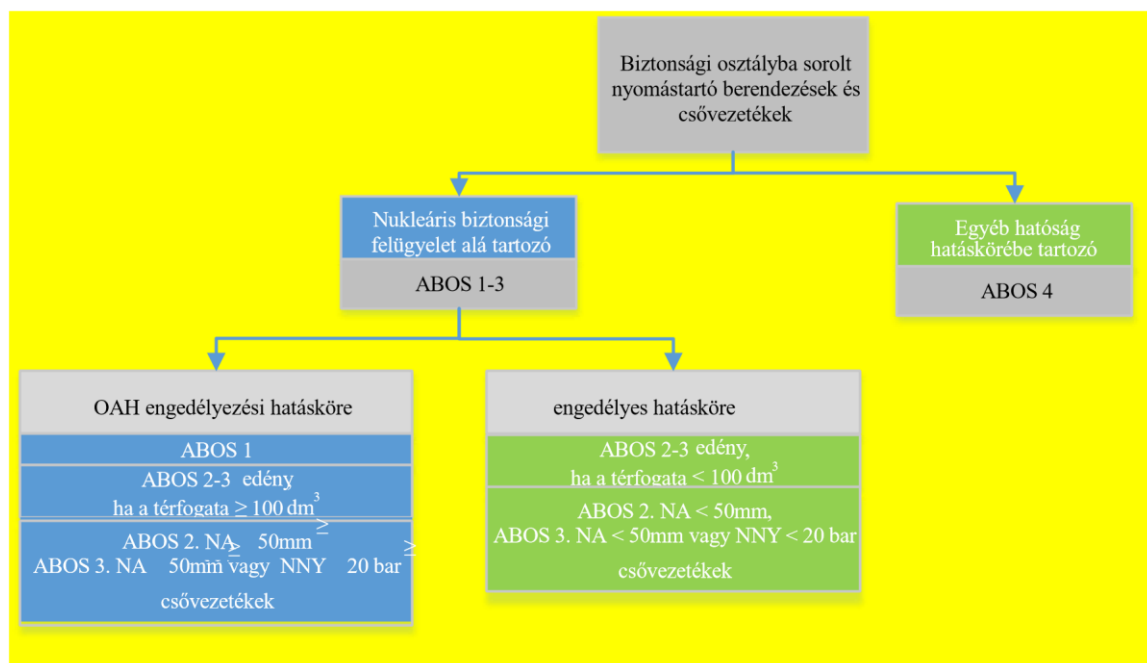 Biztonsági osztályba sorolt
nyomástartó berendezések és
csővezetékek
Nukleáris biztonsági
felügyelet alá tartozó
ABOS 1-3
Egyéb hatóság
hatáskörébe tartozó
ABOS 4
OAH engedélyezési hatásköre
ABOS 1
ABOS 2-3 edény,
ha a térfogata ≥ 100 dm³
ABOS 2. NA ≥ 50mm
ABOS 3. NA ≥ 50mm vagy NNY ≥ 20 bar
csővezetékek
engedélyes hatásköre
ABOS 2-3 edény,
ha a térfogata < 100 dm³
ABOS 2. NA < 50mm,
ABOS 3. NA < 50mm vagy NNY < 20 bar
csővezetékek